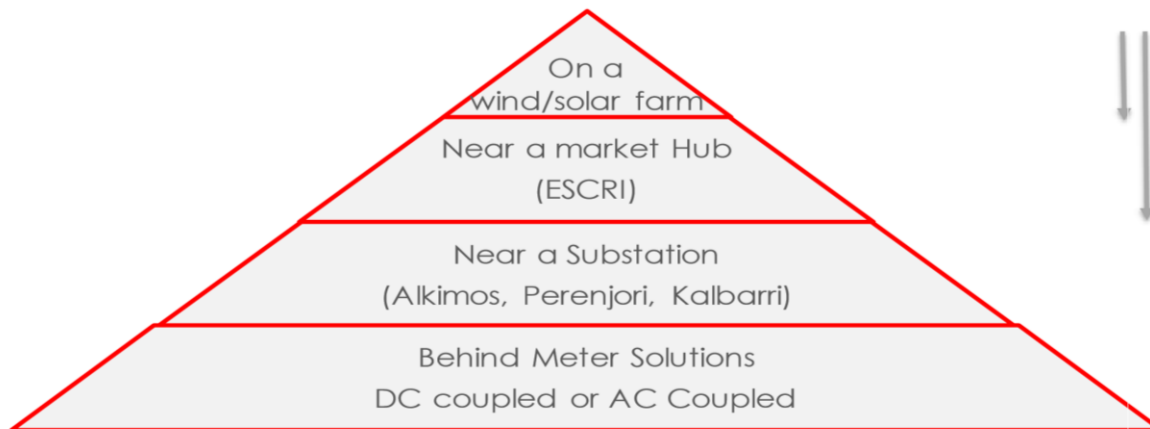 On a
wind/solar farm
Near a market Hub
(ESCRI)
Near a Substation
(Alkimos, Perenjori, Kalbarri)
Behind Meter Solutions
DC coupled or AC Coupled